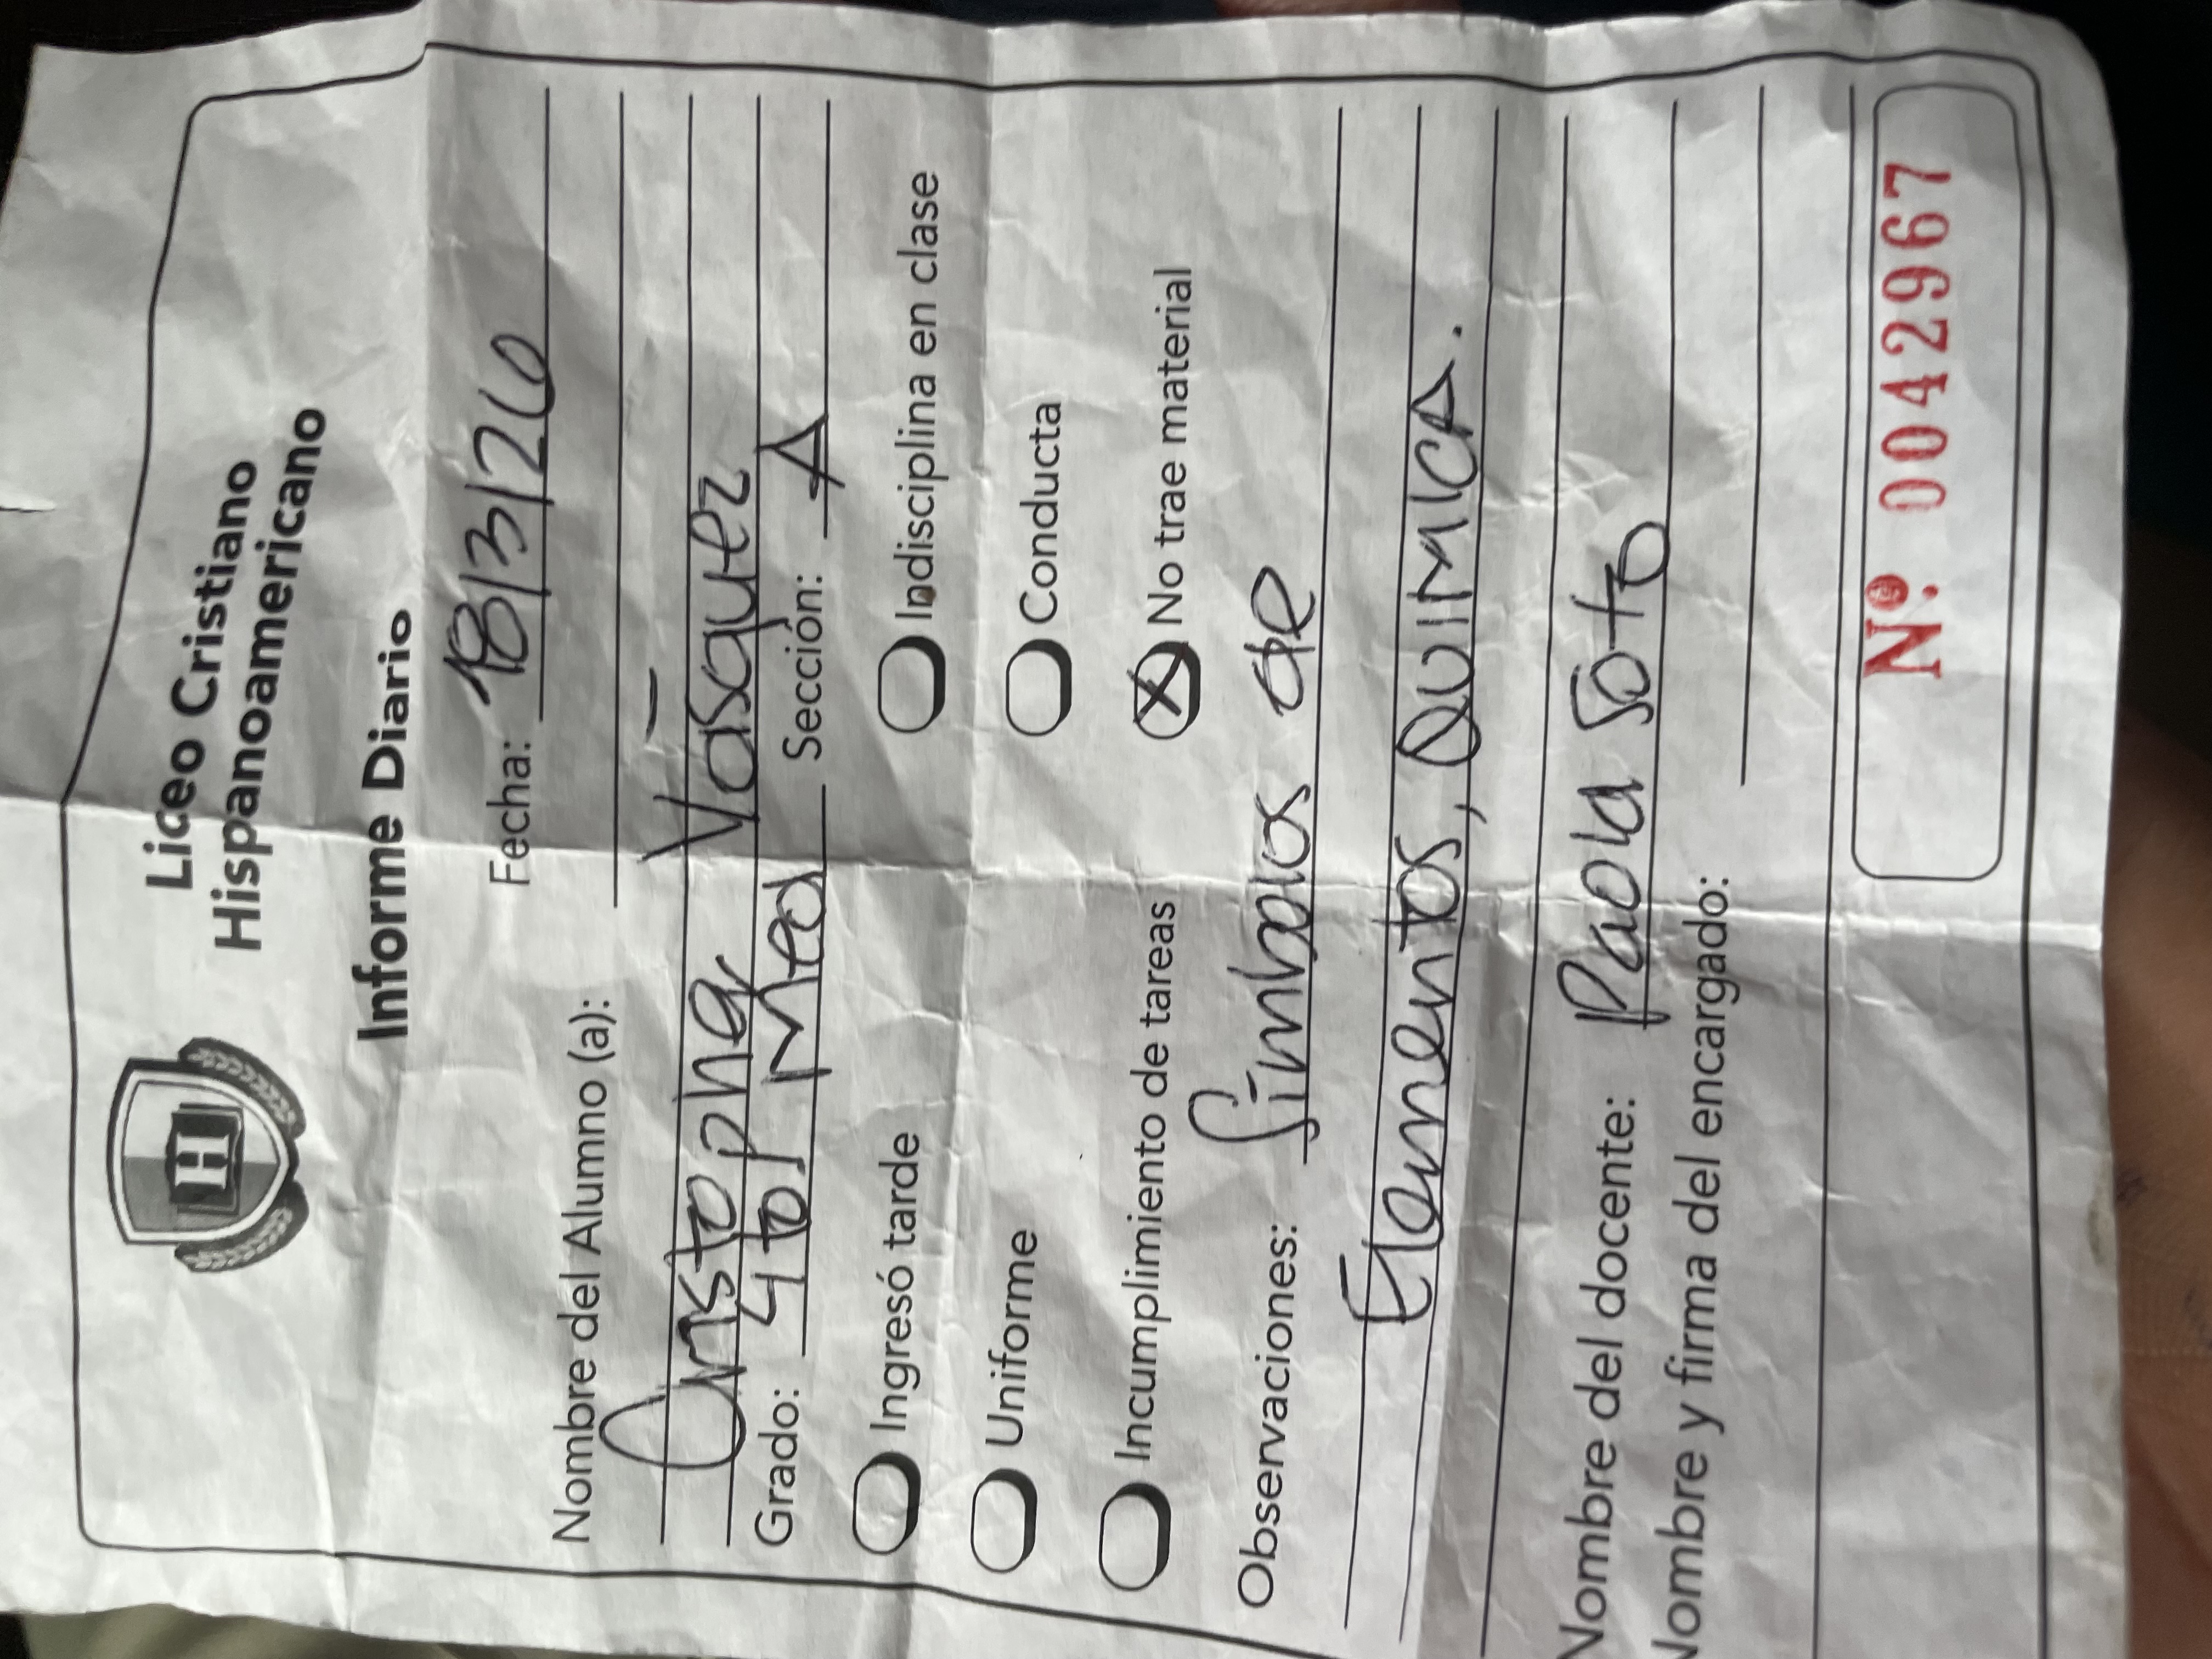 H
Liceo Cristiano
Hispanoamericano
Informe Diario
Fecha: 18/3/26
Nombre del Alumno (a):
Cristopher Vásquez
Grado: 4to Med Sección: A
Ingresó tarde Indisciplina en clase
Uniforme Conducta
Incumplimiento de tareas X No trae material
Observaciones: Símbolos de
Elementos, QUIMICA.
Nombre del docente: Paola Soto
Nombre y firma del encargado:
Nº 0042967